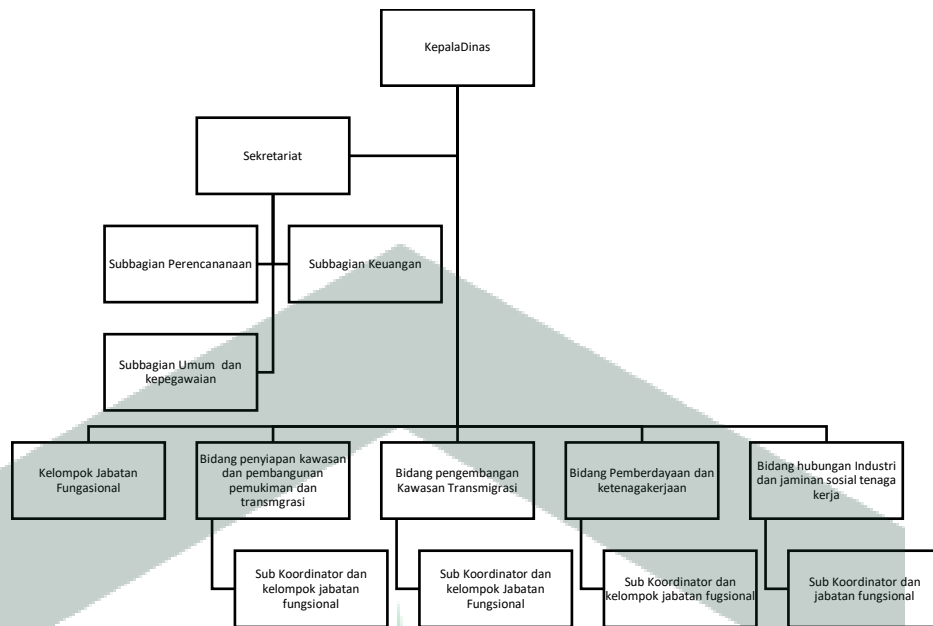 KepalaDinas
Sekretariat
Subbagian Perencananaan
Subbagian Keuangan
Subbagian Umum dan
kepegawaian
Kelompok Jabatan
Fungasional
Bidang penyiapan kawasan
dan pembangunan
pemukiman dan
transmgrasi
Bidang pengembangan
Kawasan Transmigrasi
Bidang Pemberdayaan dan
ketenagakerjaan
Bidang hubungan Industri
dan jaminan sosial tenaga
kerja
Sub Koordinator dan
kelompok jabatan
fungsional
Sub Koordinator dan
kelompok Jabatan
Fungsional
Sub Koordinator dan
kelompok jabatan fugsional
Sub Koordinator dan
jabatan fungsional